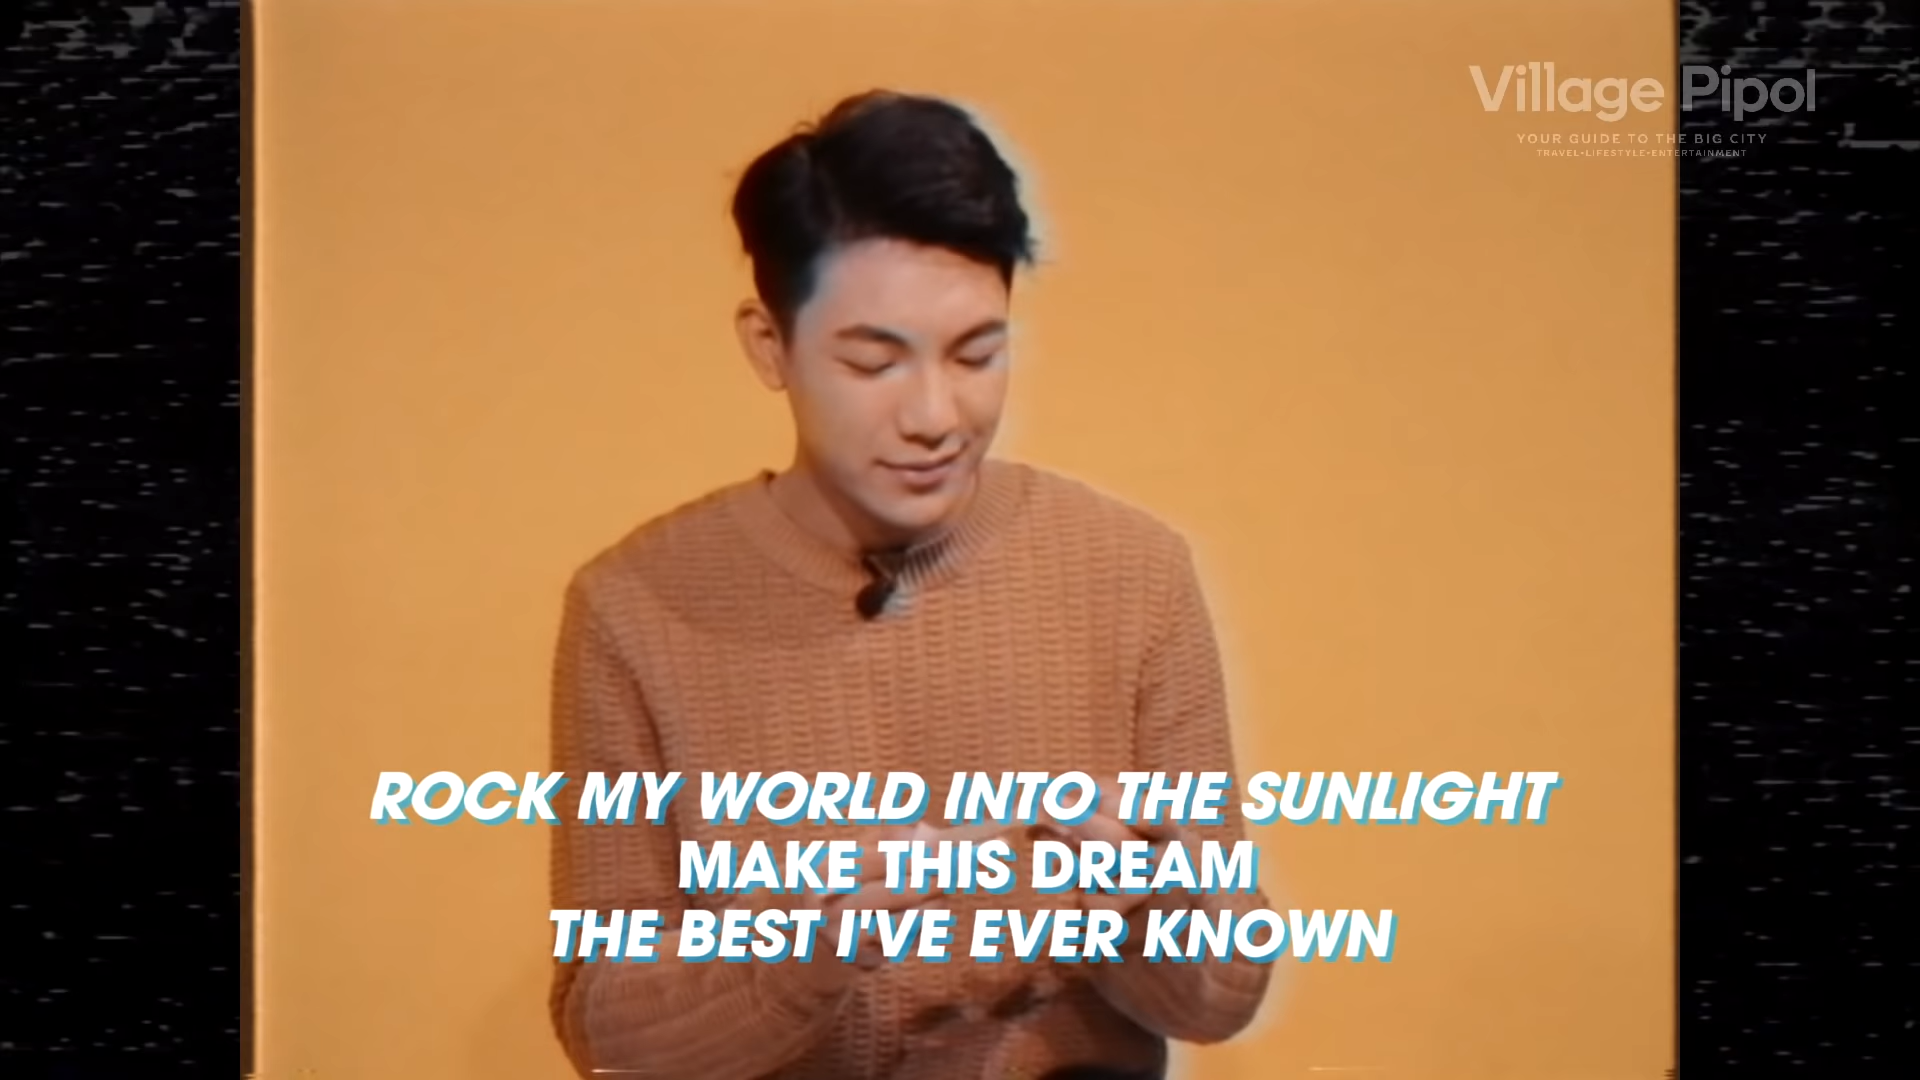 Village Pipol
YOUR GUIDE TO THE BIG CITY
TRAVEL•LIFESTYLE•ENTERTAINMENT
ROCK MY WORLD INTO THE SUNLIGHT
MAKE THIS DREAM
THE BEST I'VE EVER KNOWN